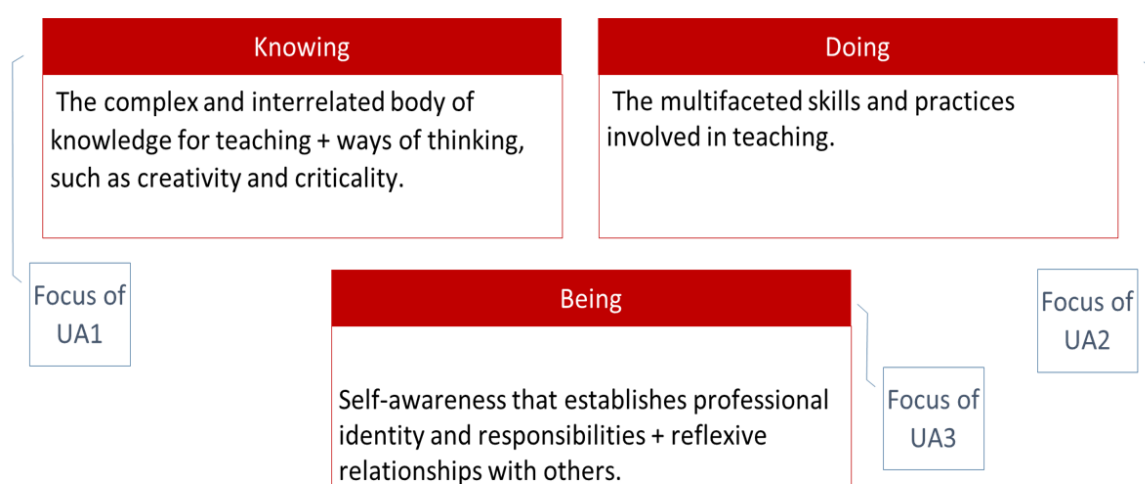 Knowing
The complex and interrelated body of
knowledge for teaching + ways of thinking,
such as creativity and criticality.
Doing
The multifaceted skills and practices
involved in teaching.
Focus of
UA1
Being
Self-awareness that establishes professional
identity and responsibilities + reflexive
relationships with others.
Focus of
UA3
Focus of
UA2